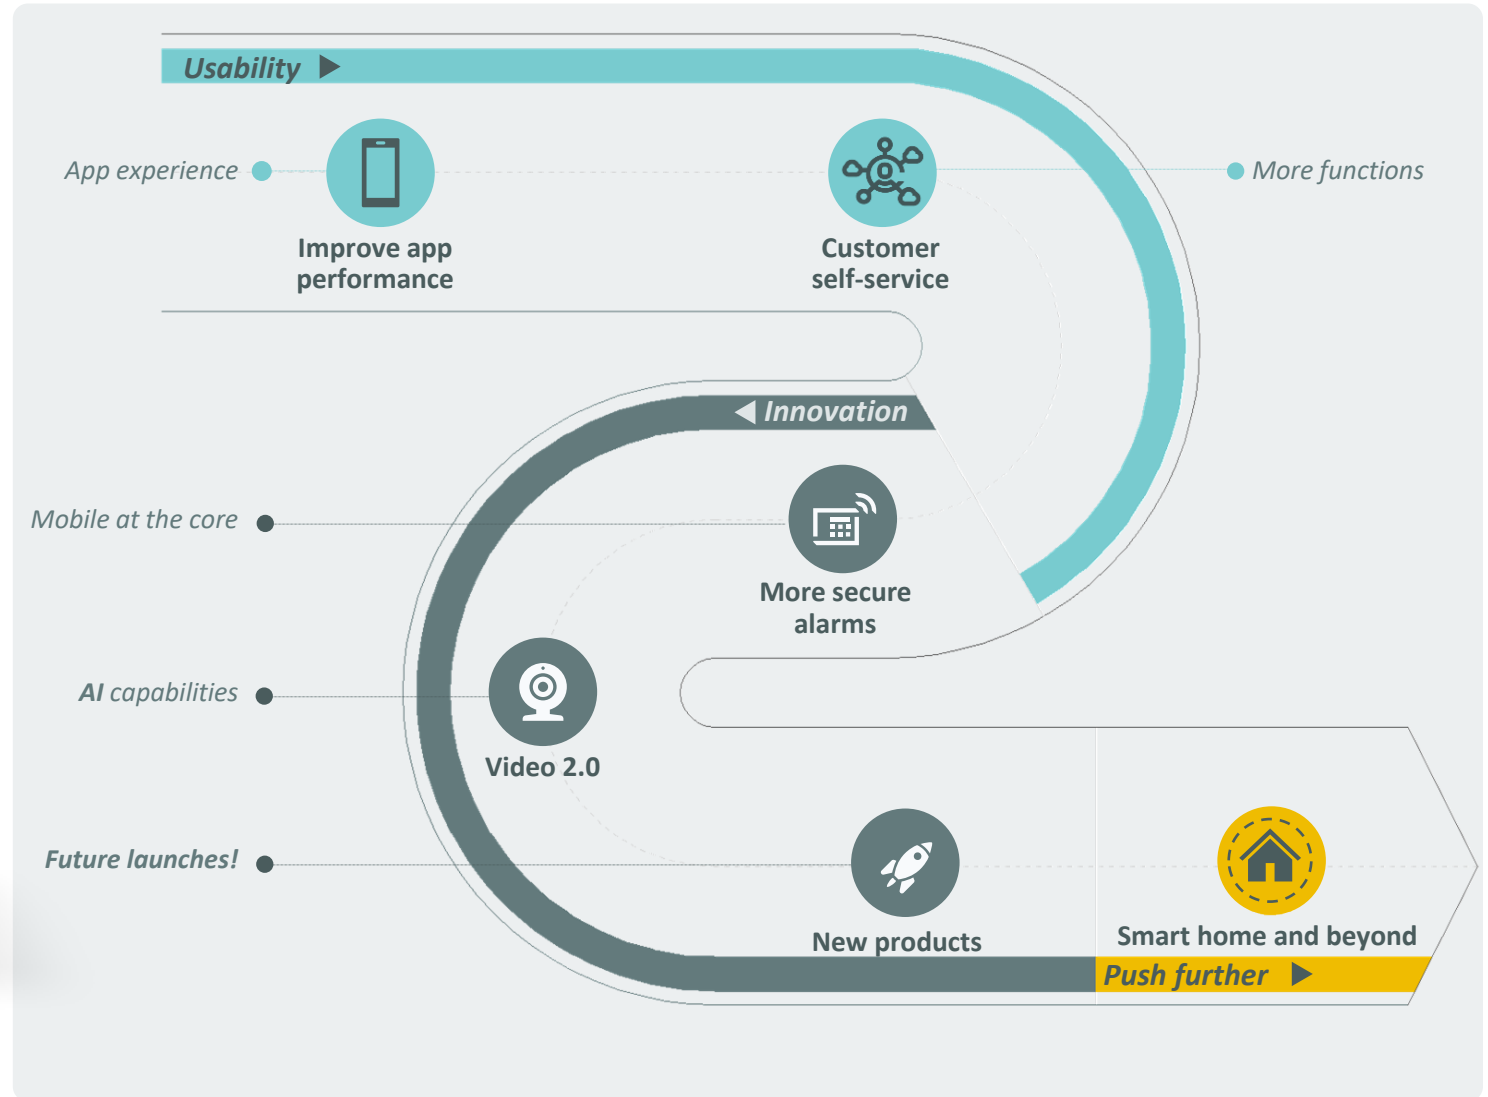 Usability
App experience
More functions
Improve app
performance
Customer
self-service
Innovation
Mobile at the core
More secure
alarms
AI capabilities
Video 2.0
Future launches!
New products
Smart home and beyond
Push further